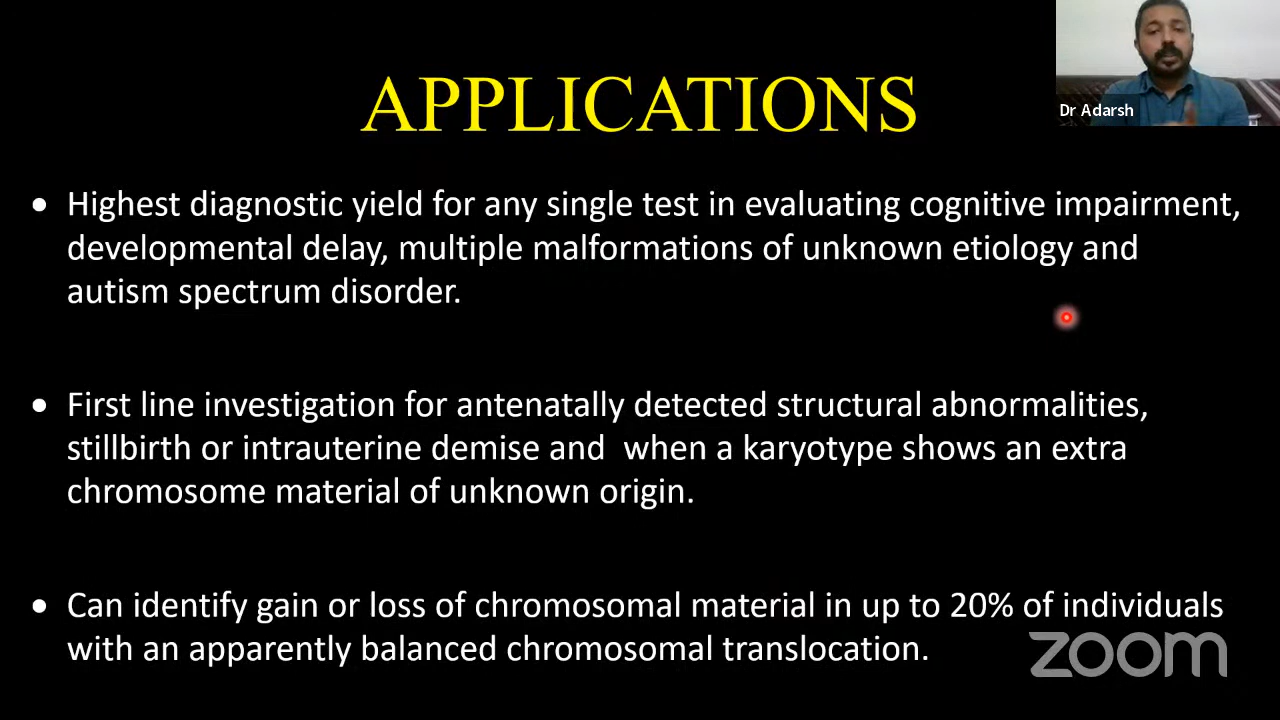 APPLICATIONS
Dr Adarsh
• Highest diagnostic yield for any single test in evaluating cognitive impairment,
developmental delay, multiple malformations of unknown etiology and
autism spectrum disorder.
• First line investigation for antenatally detected structural abnormalities,
stillbirth or intrauterine demise and  when a karyotype shows an extra
chromosome material of unknown origin.
• Can identify gain or loss of chromosomal material in up to 20% of individuals
with an apparently balanced chromosomal translocation.
zoom